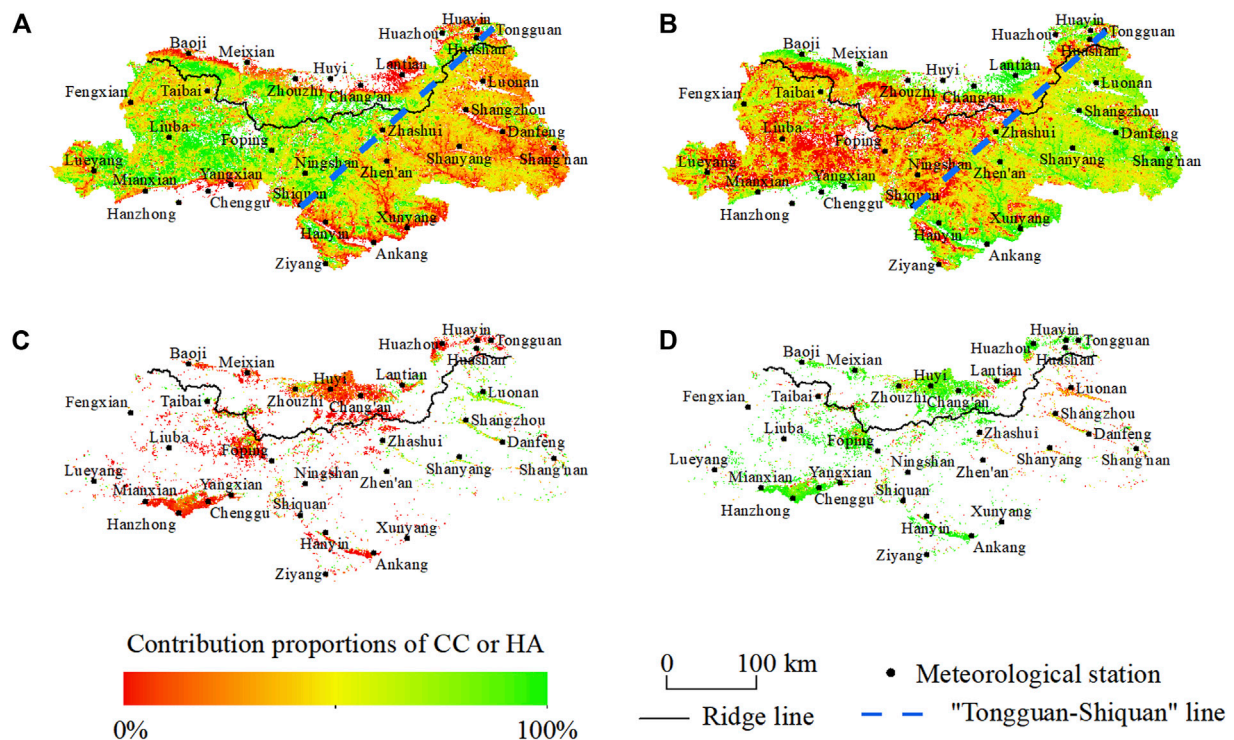 A
Baoji
Meixian
Huazhou
Huayin
Tongguan
Huashan
Lantian
Huyi
Zhouzhi
Chang'an
Luonan
Fengxian
Taibai
Shangzhou
Liuba
Foping
Zhashui
Danfeng
Lueyang
Ningshan
Shanyang
Shang'nan
Mianxian
Yangxian
Zhen'an
Hanzhong
Chenggu
Shiquan
Hanyin
Xunyang
Ankang
Ziyang
B
Baoji
Meixian
Huazhou
Huayin
Tongguan
Huashan
Lantian
Huyi
Zhouzhi
Chang'an
Luonan
Fengxian
Taibai
Shangzhou
Liuba
Foping
Zhashui
Danfeng
Lueyang
Ningshan
Shanyang
Shang'nan
Mianxian
Yangxian
Zhen'an
Hanzhong
Chenggu
Shiquan
Hanyin
Xunyang
Ankang
Ziyang
C
Baoji
Meixian
Huazhou
Huayin
Tongguan
Huashan
Lantian
Huyi
Zhouzhi
Chang'an
Luonan
Fengxian
Taibai
Shangzhou
Liuba
Foping
Zhashui
Danfeng
Lueyang
Ningshan
Shanyang
Shang'nan
Mianxian
Yangxian
Zhen'an
Hanzhong
Chenggu
Shiquan
Hanyin
Xunyang
Ankang
Ziyang
D
Baoji
Meixian
Huazhou
Huayin
Tongguan
Huashan
Lantian
Huyi
Zhouzhi
Chang'an
Luonan
Fengxian
Taibai
Shangzhou
Liuba
Foping
Zhashui
Danfeng
Lueyang
Ningshan
Shanyang
Shang'nan
Mianxian
Yangxian
Zhen'an
Hanzhong
Chenggu
Shiquan
Hanyin
Xunyang
Ankang
Ziyang
Contribution proportions of CC or HA
0%
100%
0
100 km
Ridge line
Meteorological station
"Tongguan-Shiquan" line